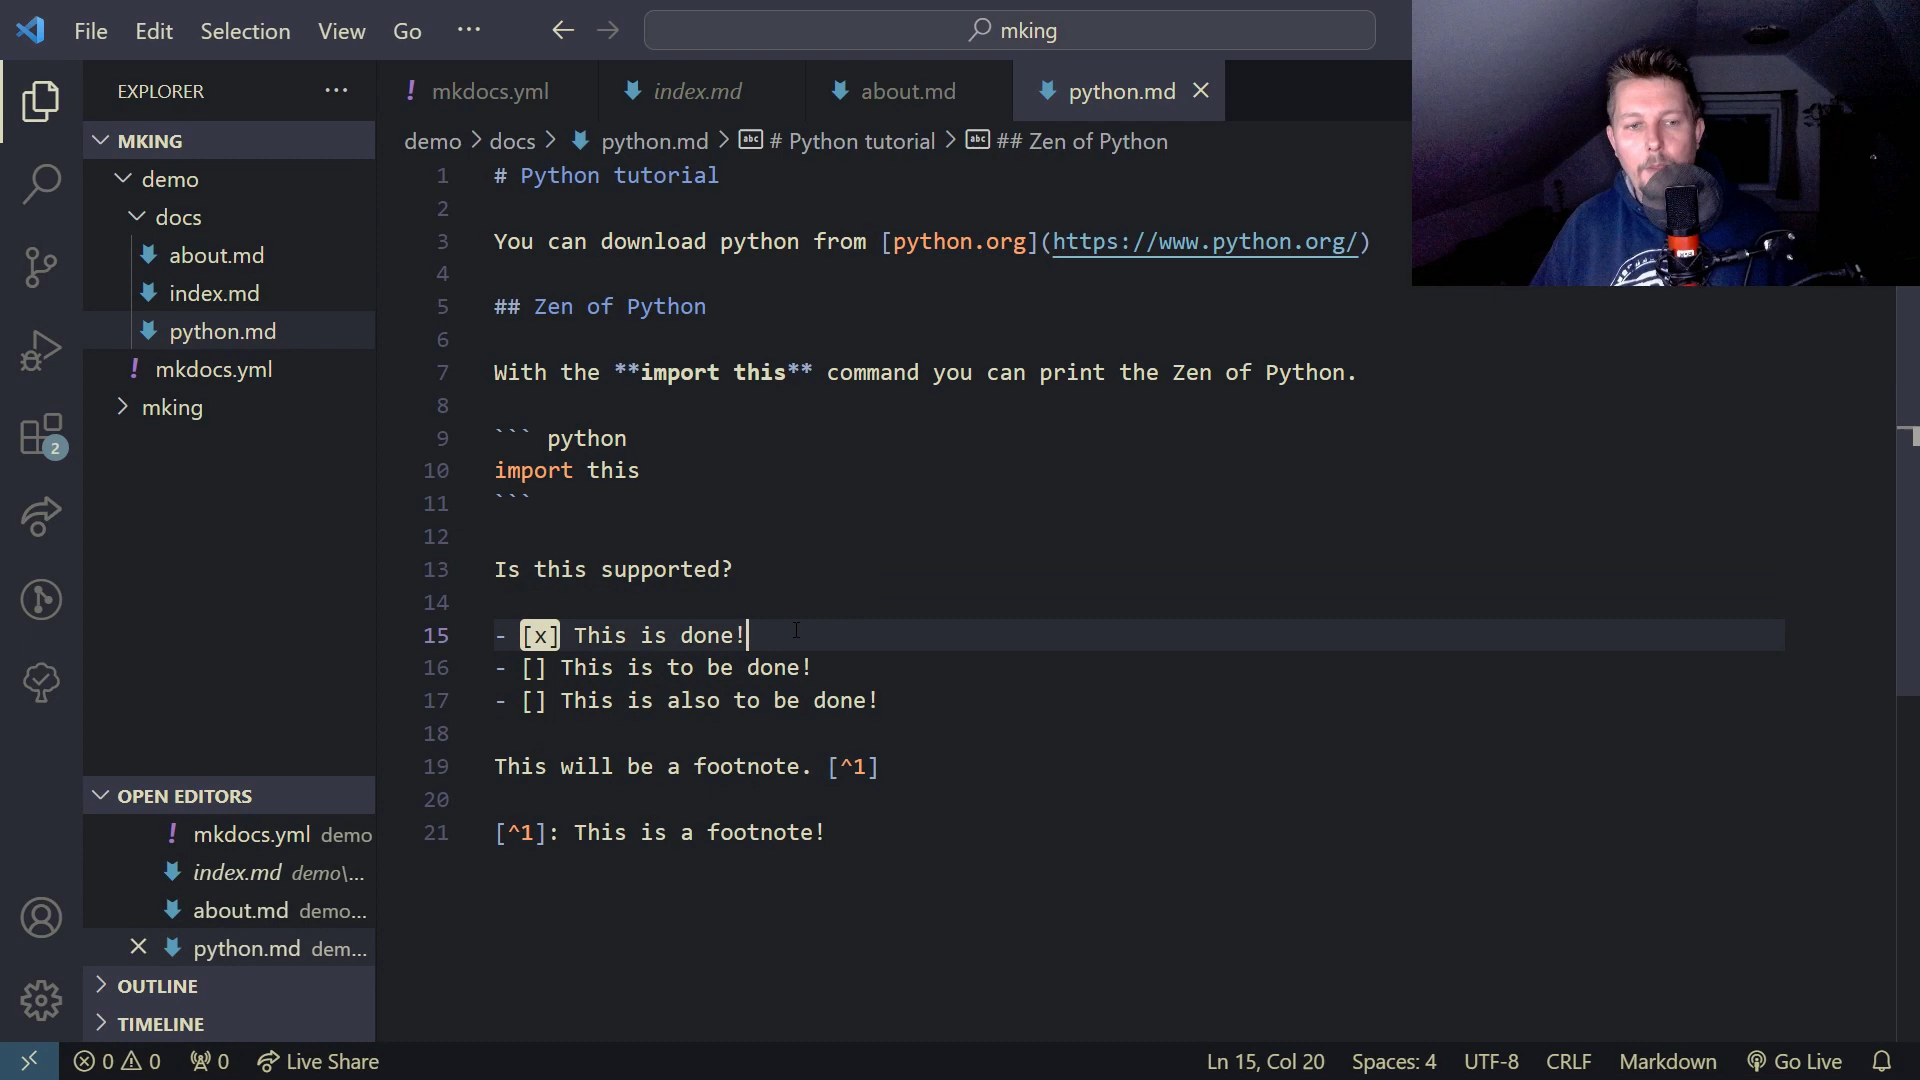 File Edit Selection View Go ··· mking
EXPLORER ···
mkdocs.yml index.md about.md python.md
MKING
demo > docs > python.md > # Python tutorial > ## Zen of Python
demo
docs
about.md
index.md
python.md
mkdocs.yml
mking
1 # Python tutorial
2
3 You can download python from [python.org](https://www.python.org/)
4
5 ## Zen of Python
6
7 With the **import this** command you can print the Zen of Python.
8
9 ``` python
10 import this
11 ```
12
13 Is this supported?
14
15 - [x] This is done!
16 - [] This is to be done!
17 - [] This is also to be done!
18
19 This will be a footnote. [^1]
20
21 [^1]: This is a footnote!
2
OPEN EDITORS
mkdocs.yml demo
index.md demo\...
about.md demo...
python.md dem...
OUTLINE
TIMELINE
0 0 0 Live Share Ln 15, Col 20 Spaces: 4 UTF-8 CRLF Markdown Go Live